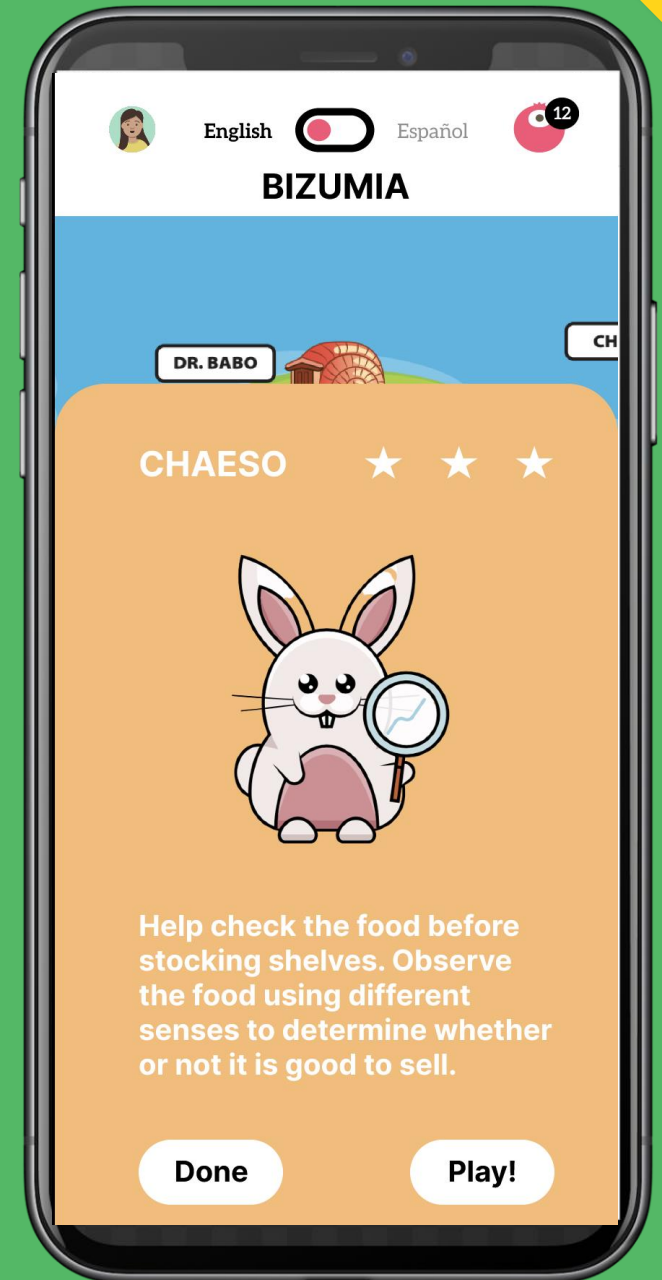 English Español 12
BIZUMIA
CH
DR. BABO
CHAESO
Help check the food before
stocking shelves. Observe
the food using different
senses to determine whether
or not it is good to sell.
Done Play!